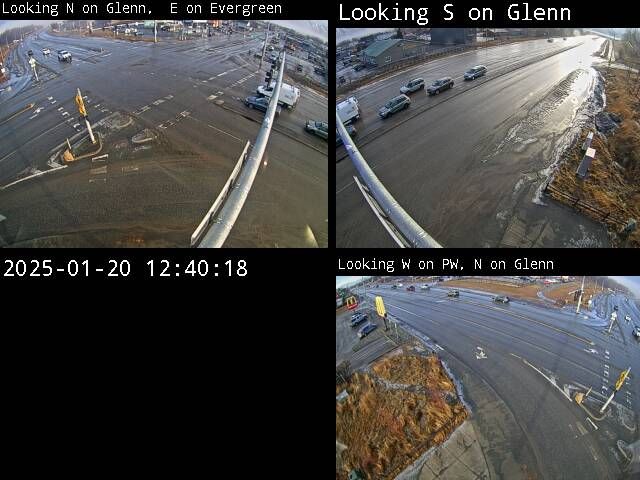 Looking N on Glenn, E on Evergreen
Looking S on Glenn
2025-01-20 12:40:18
Looking W on PW, N on Glenn